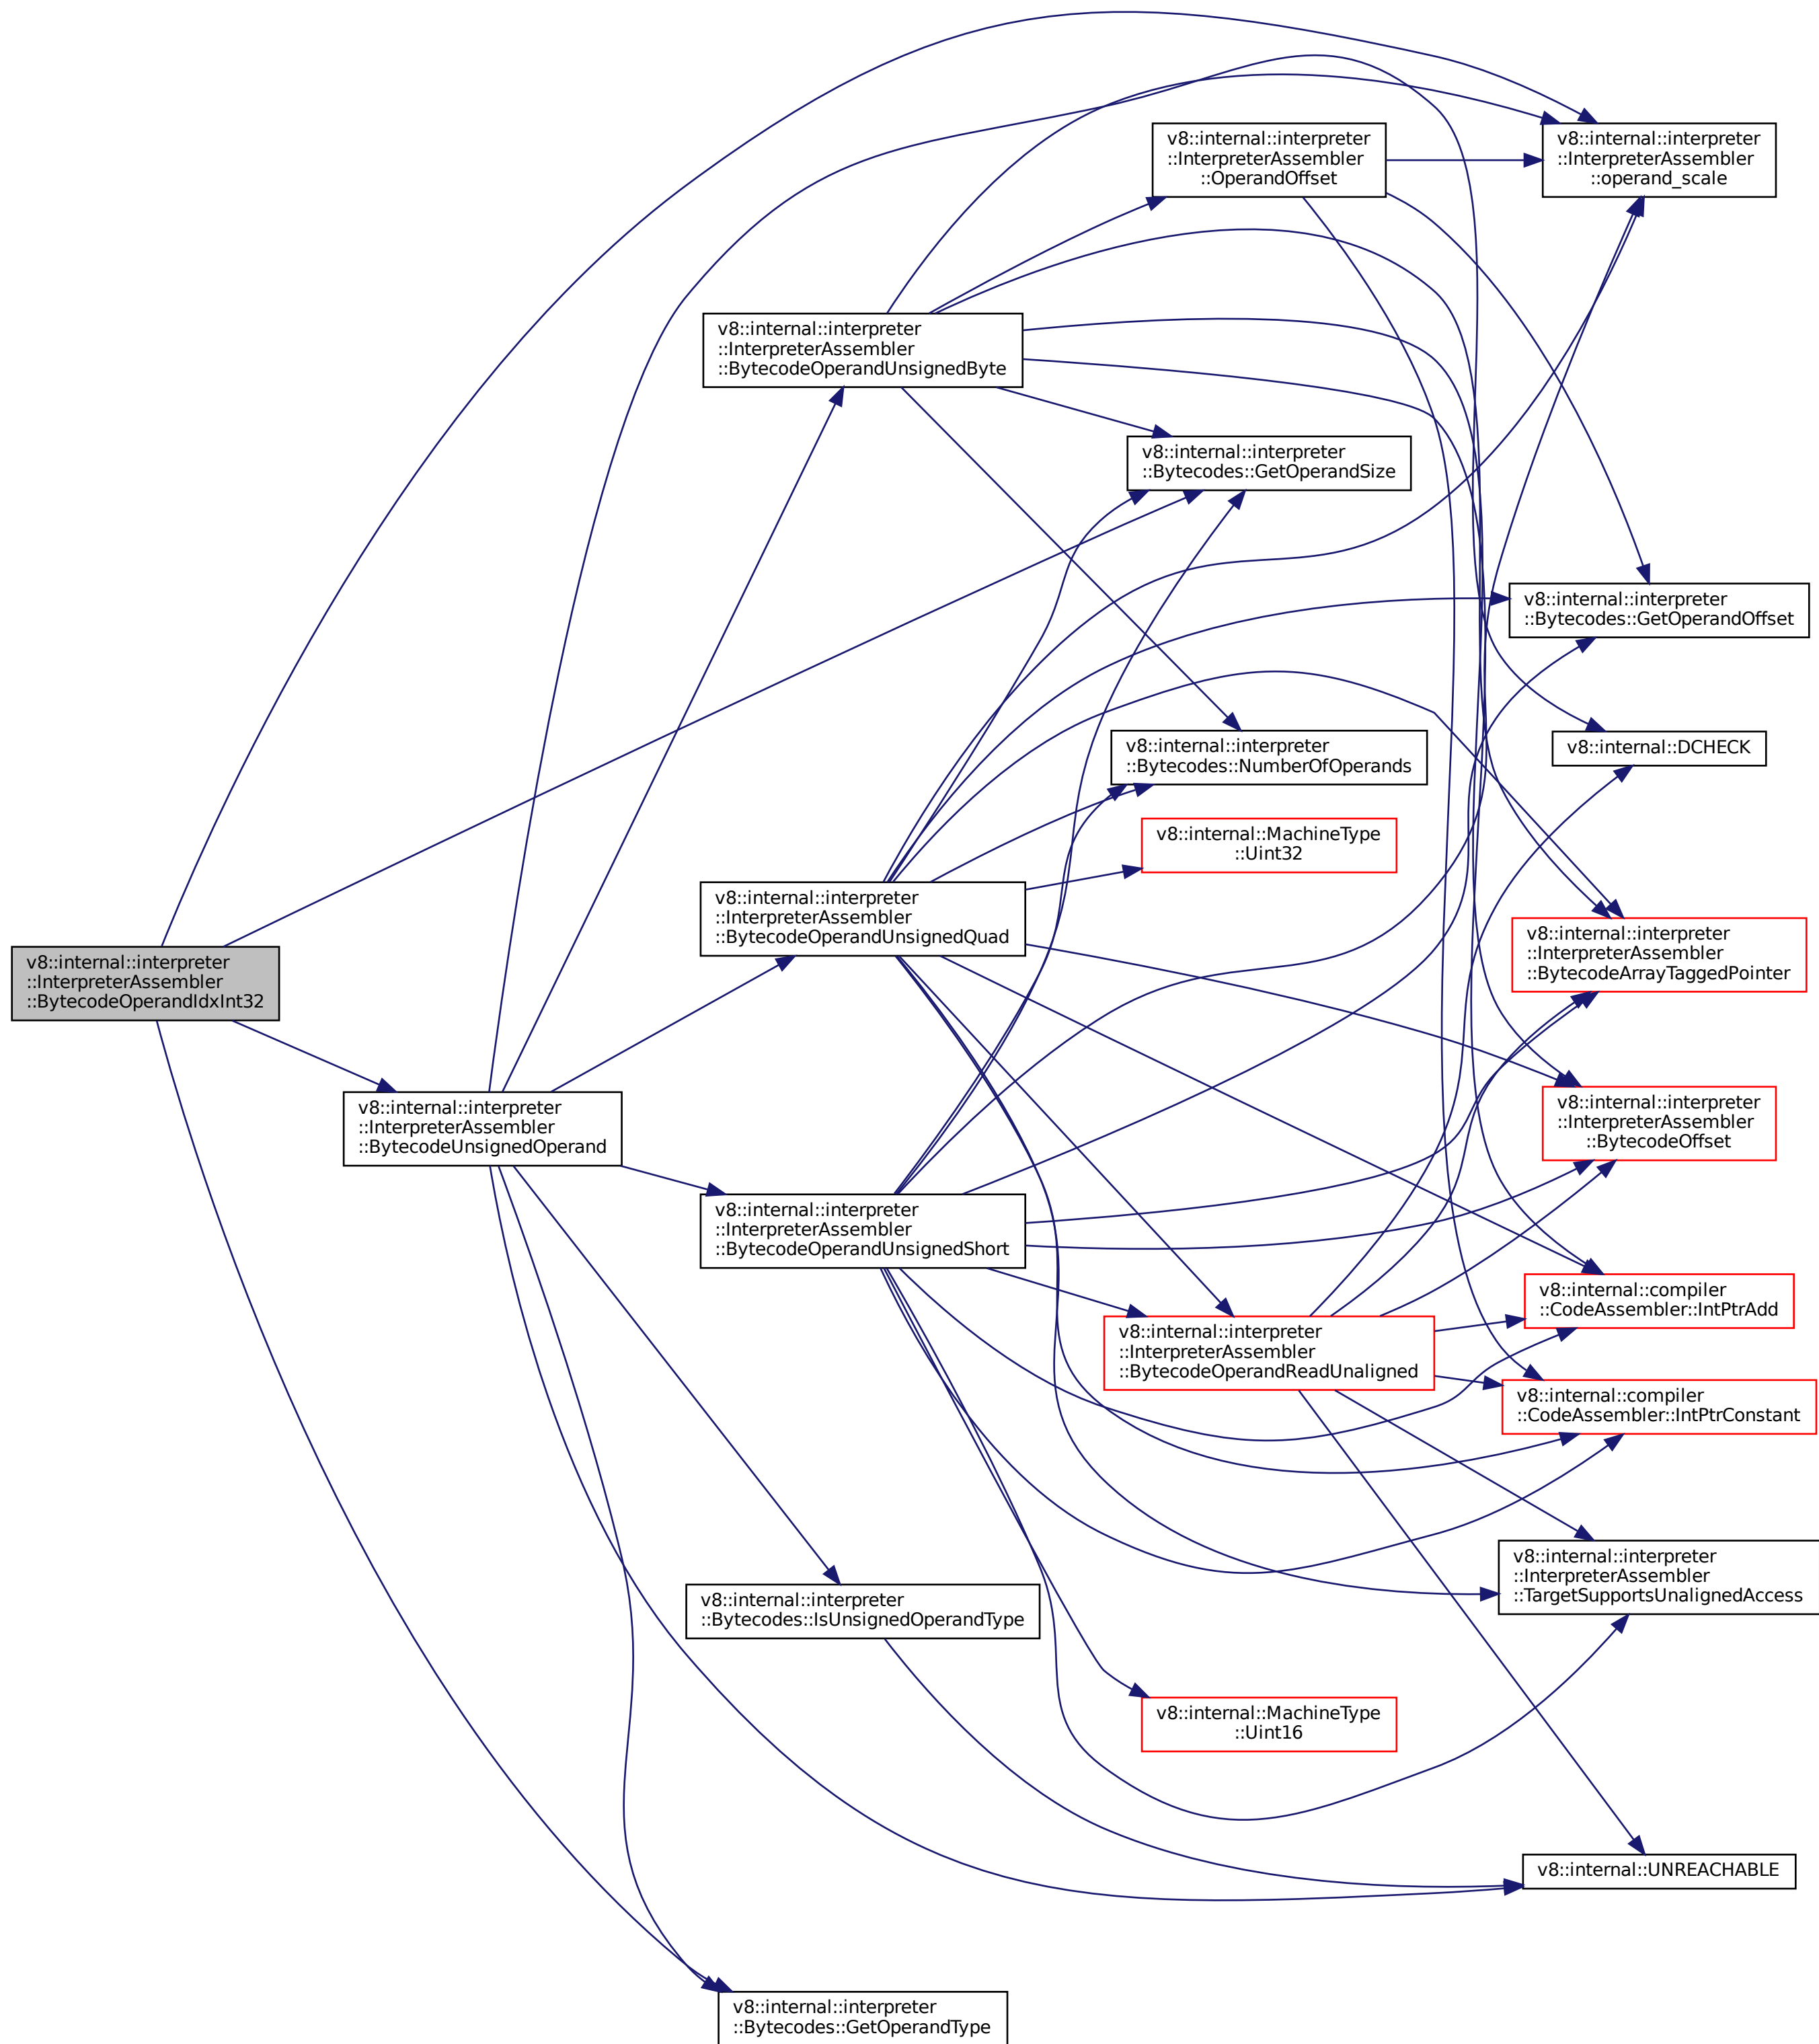 v8::internal::interpreter
::InterpreterAssembler
::OperandOffset
v8::internal::interpreter
::InterpreterAssembler
::operand_scale
v8::internal::interpreter
::InterpreterAssembler
::BytecodeOperandUnsignedByte
v8::internal::interpreter
::Bytecodes::GetOperandSize
v8::internal::interpreter
::Bytecodes::GetOperandOffset
v8::internal::interpreter
::Bytecodes::NumberOfOperands
v8::internal::DCHECK
v8::internal::MachineType
::Uint32
v8::internal::interpreter
::InterpreterAssembler
::BytecodeOperandUnsignedQuad
v8::internal::interpreter
::InterpreterAssembler
::BytecodeArrayTaggedPointer
v8::internal::interpreter
::InterpreterAssembler
::BytecodeOperandIdxInt32
v8::internal::interpreter
::InterpreterAssembler
::BytecodeUnsignedOperand
v8::internal::interpreter
::InterpreterAssembler
::BytecodeOffset
v8::internal::interpreter
::InterpreterAssembler
::BytecodeOperandUnsignedShort
v8::internal::compiler
::CodeAssembler::IntPtrAdd
v8::internal::interpreter
::InterpreterAssembler
::BytecodeOperandReadUnaligned
v8::internal::compiler
::CodeAssembler::IntPtrConstant
v8::internal::interpreter
::InterpreterAssembler
::TargetSupportsUnalignedAccess
v8::internal::interpreter
::Bytecodes::IsUnsignedOperandType
v8::internal::MachineType
::Uint16
v8::internal::UNREACHABLE
v8::internal::interpreter
::Bytecodes::GetOperandType